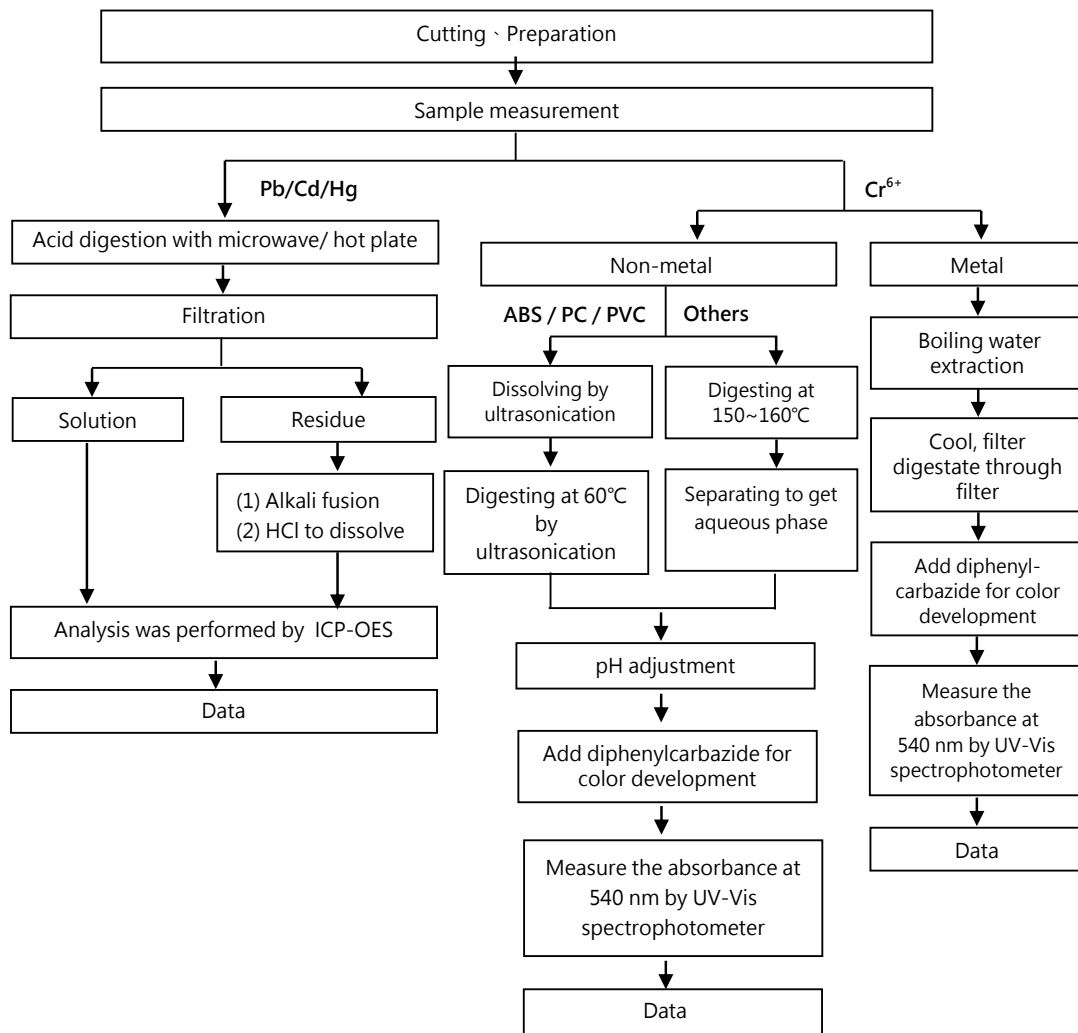 Cutting、Preparation
Sample measurement
Pb/Cd/Hg
Cr⁶⁺
Acid digestion with microwave/ hot plate
Filtration
Solution
Residue
(1) Alkali fusion
(2) HCl to dissolve
Analysis was performed by ICP-OES
Data
Non-metal
ABS / PC / PVC
Others
Dissolving by
ultrasonication
Digesting at 60℃
by
ultrasonication
Digesting at
150~160℃
Separating to get
aqueous phase
pH adjustment
Add diphenylcarbazide for
color development
Measure the absorbance at
540 nm by UV-Vis
spectrophotometer
Data
Metal
Boiling water
extraction
Cool, filter
digestate through
filter
Add diphenyl-
carbazide for color
development
Measure the
absorbance at
540 nm by UV-Vis
spectrophotometer
Data